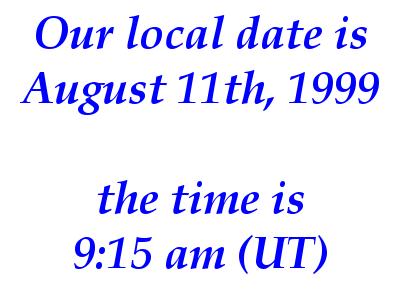 Our local date is
August 11th, 1999
the time is
9:15 am (UT)